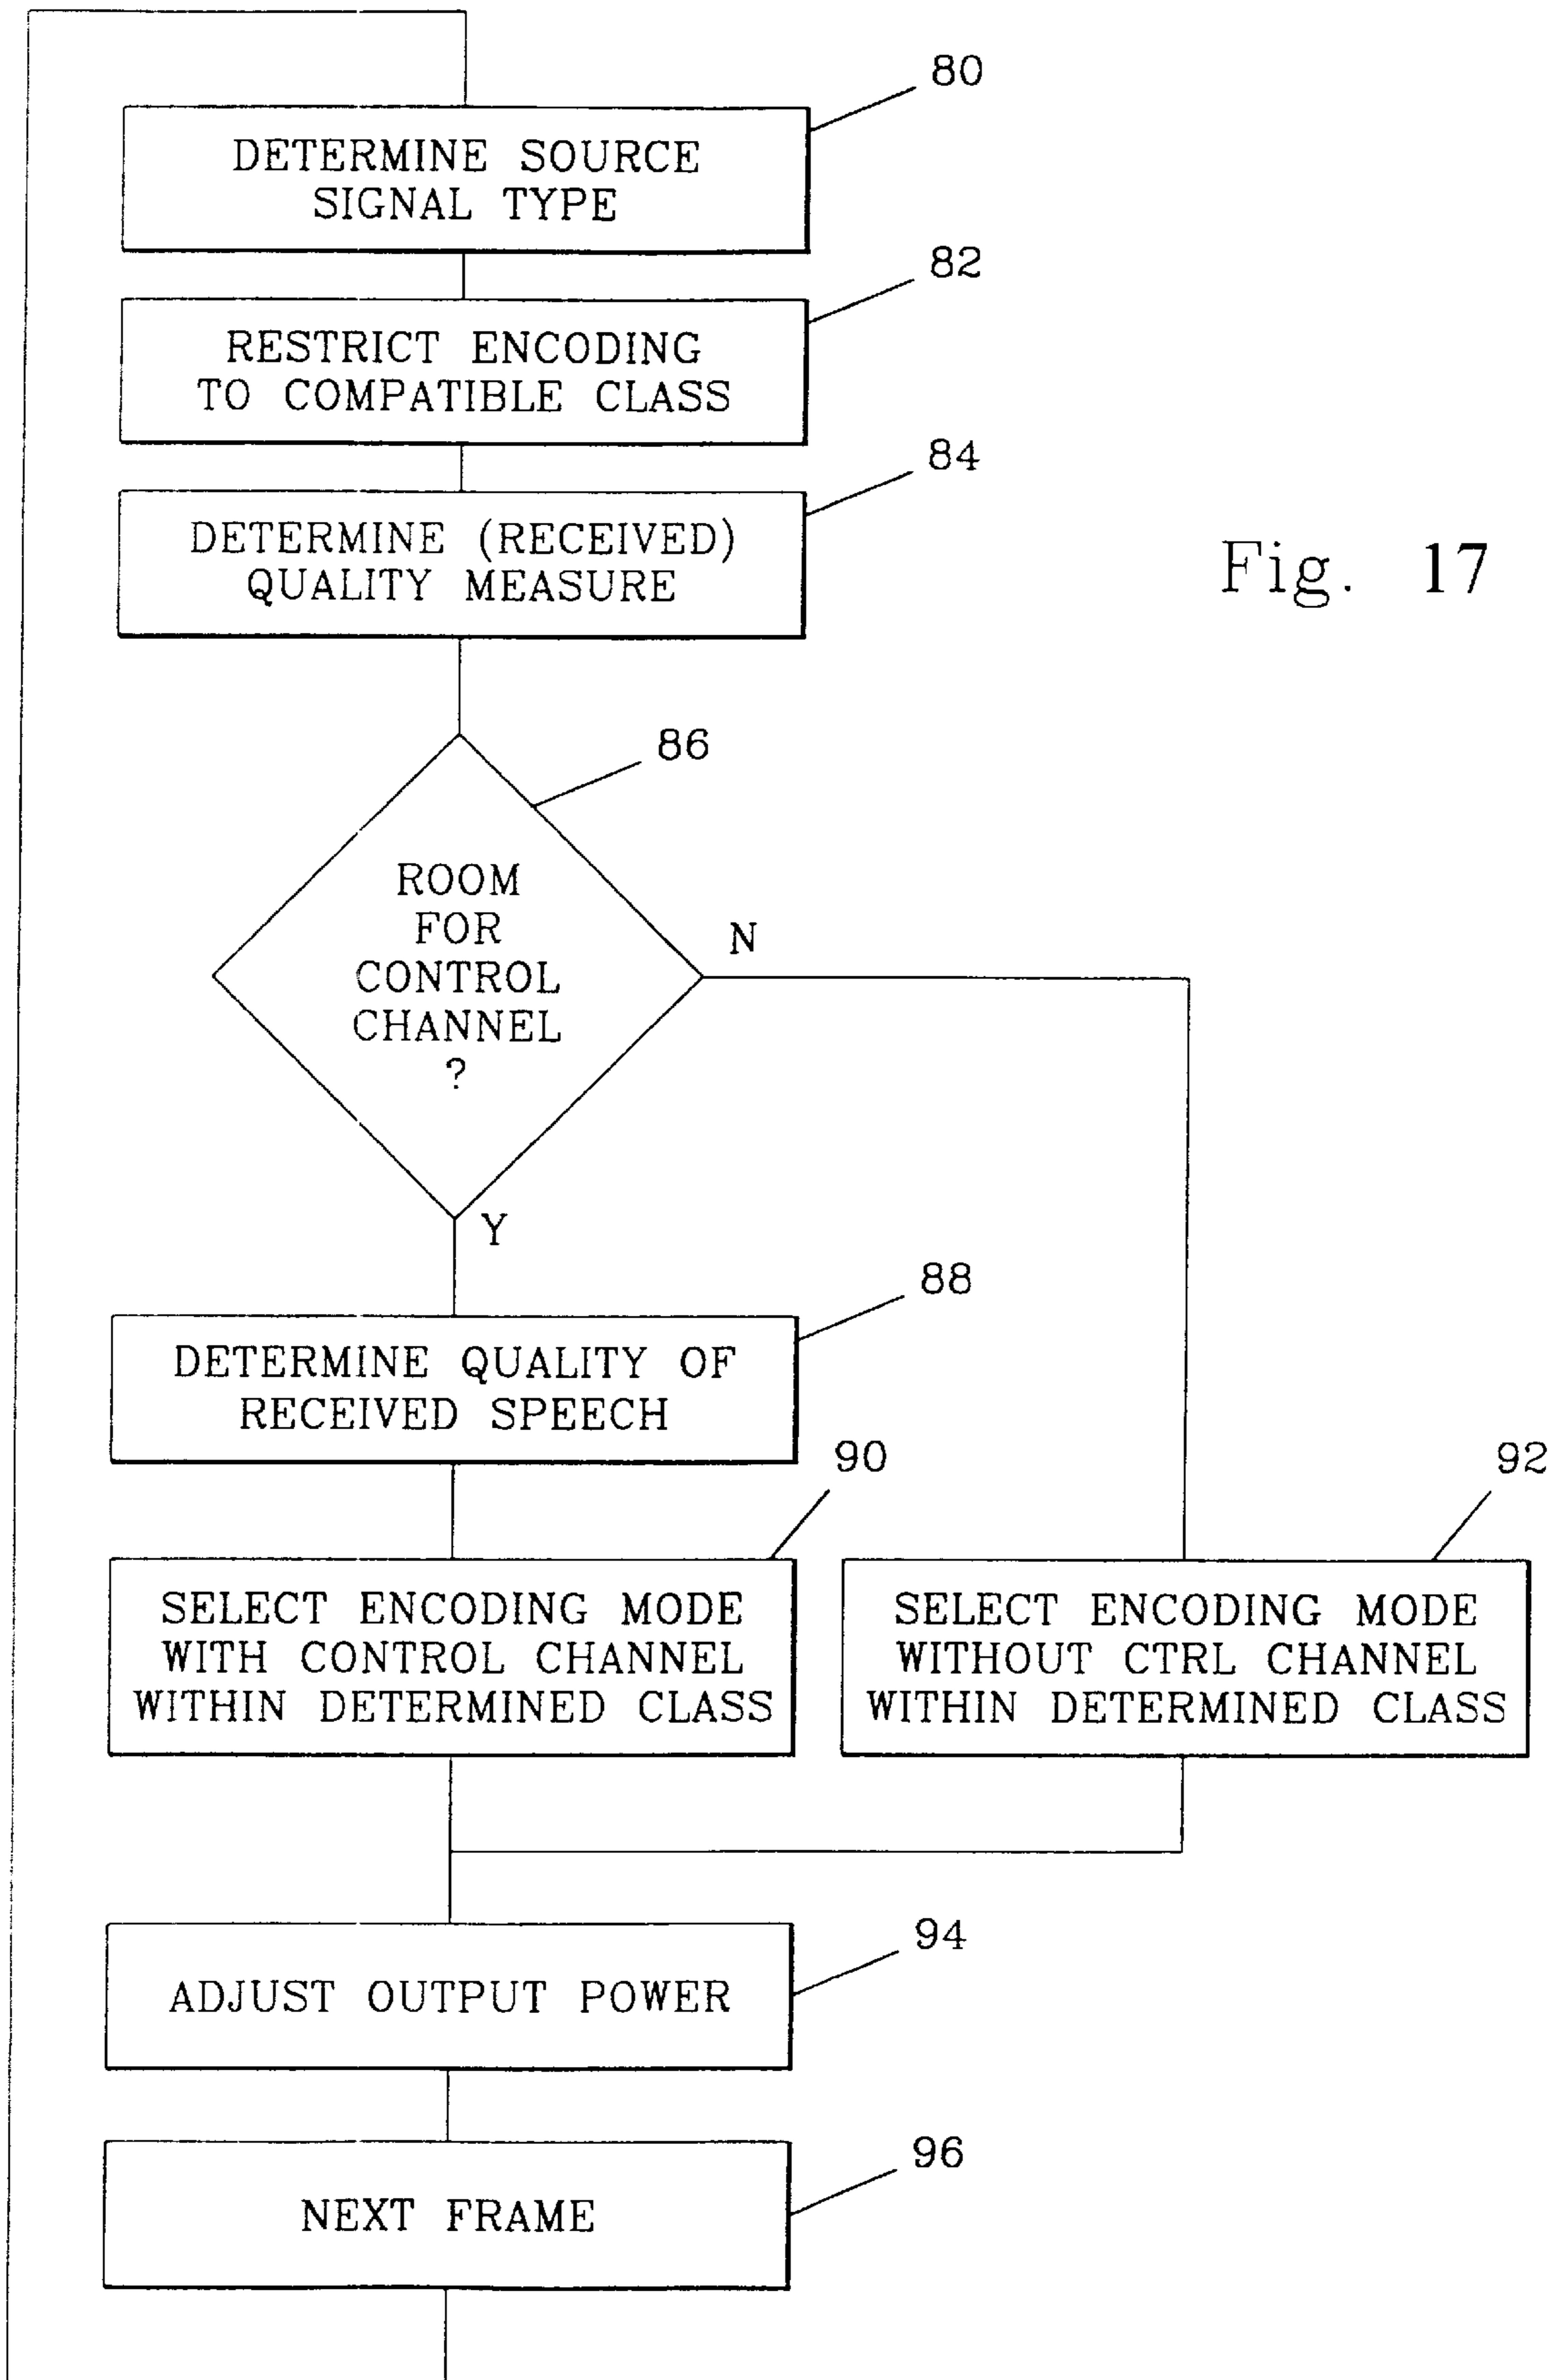 80
DETERMINE SOURCE
SIGNAL TYPE
82
RESTRICT ENCODING
TO COMPATIBLE CLASS
84
DETERMINE (RECEIVED)
QUALITY MEASURE
Fig. 17
86
ROOM
FOR
CONTROL
CHANNEL
?
N
Y
88
DETERMINE QUALITY OF
RECEIVED SPEECH
90
SELECT ENCODING MODE
WITH CONTROL CHANNEL
WITHIN DETERMINED CLASS
92
SELECT ENCODING MODE
WITHOUT CTRL CHANNEL
WITHIN DETERMINED CLASS
94
ADJUST OUTPUT POWER
96
NEXT FRAME